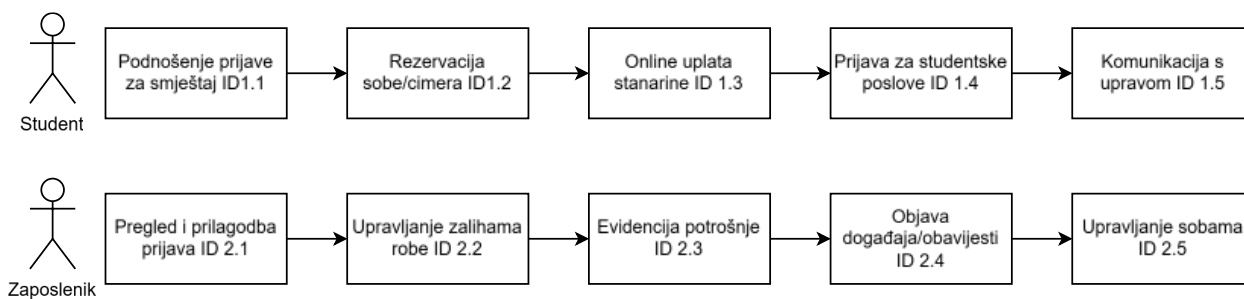 Podnošenje prijave
za smještaj ID1.1
Rezervacija
sobe/cimera ID1.2
Online uplata
stanarine ID 1.3
Prijava za studentske
poslove ID 1.4
Komunikacija s
upravom ID 1.5
Student
Pregled i prilagodba
prijava ID 2.1
Upravljanje zalihama
robe ID 2.2
Evidencija potrošnje
ID 2.3
Objava
događaja/obavijesti
ID 2.4
Upravljanje sobama
ID 2.5
Zaposlenik